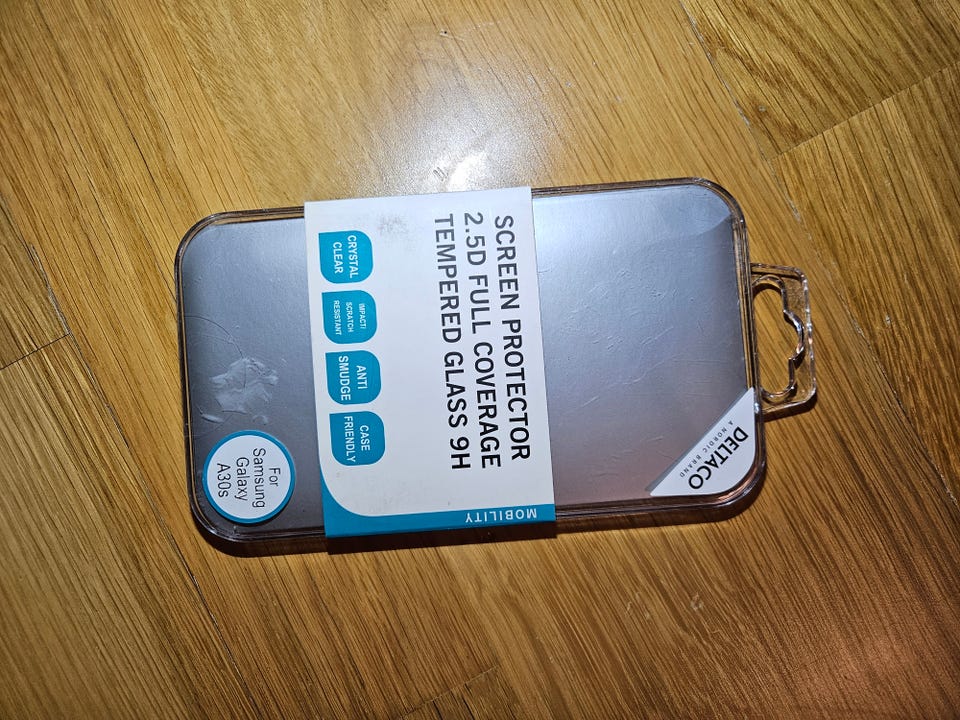 DELTACO
A NORDIC BRAND
SCREEN PROTECTOR
2.5D FULL COVERAGE
TEMPERED GLASS 9H
MOBILITY
CRYSTAL
CLEAR
IMPACT/
SCRATCH
RESISTANT
ANTI
SMUDGE
CASE
FRIENDLY
For
Samsung
Galaxy
A30s